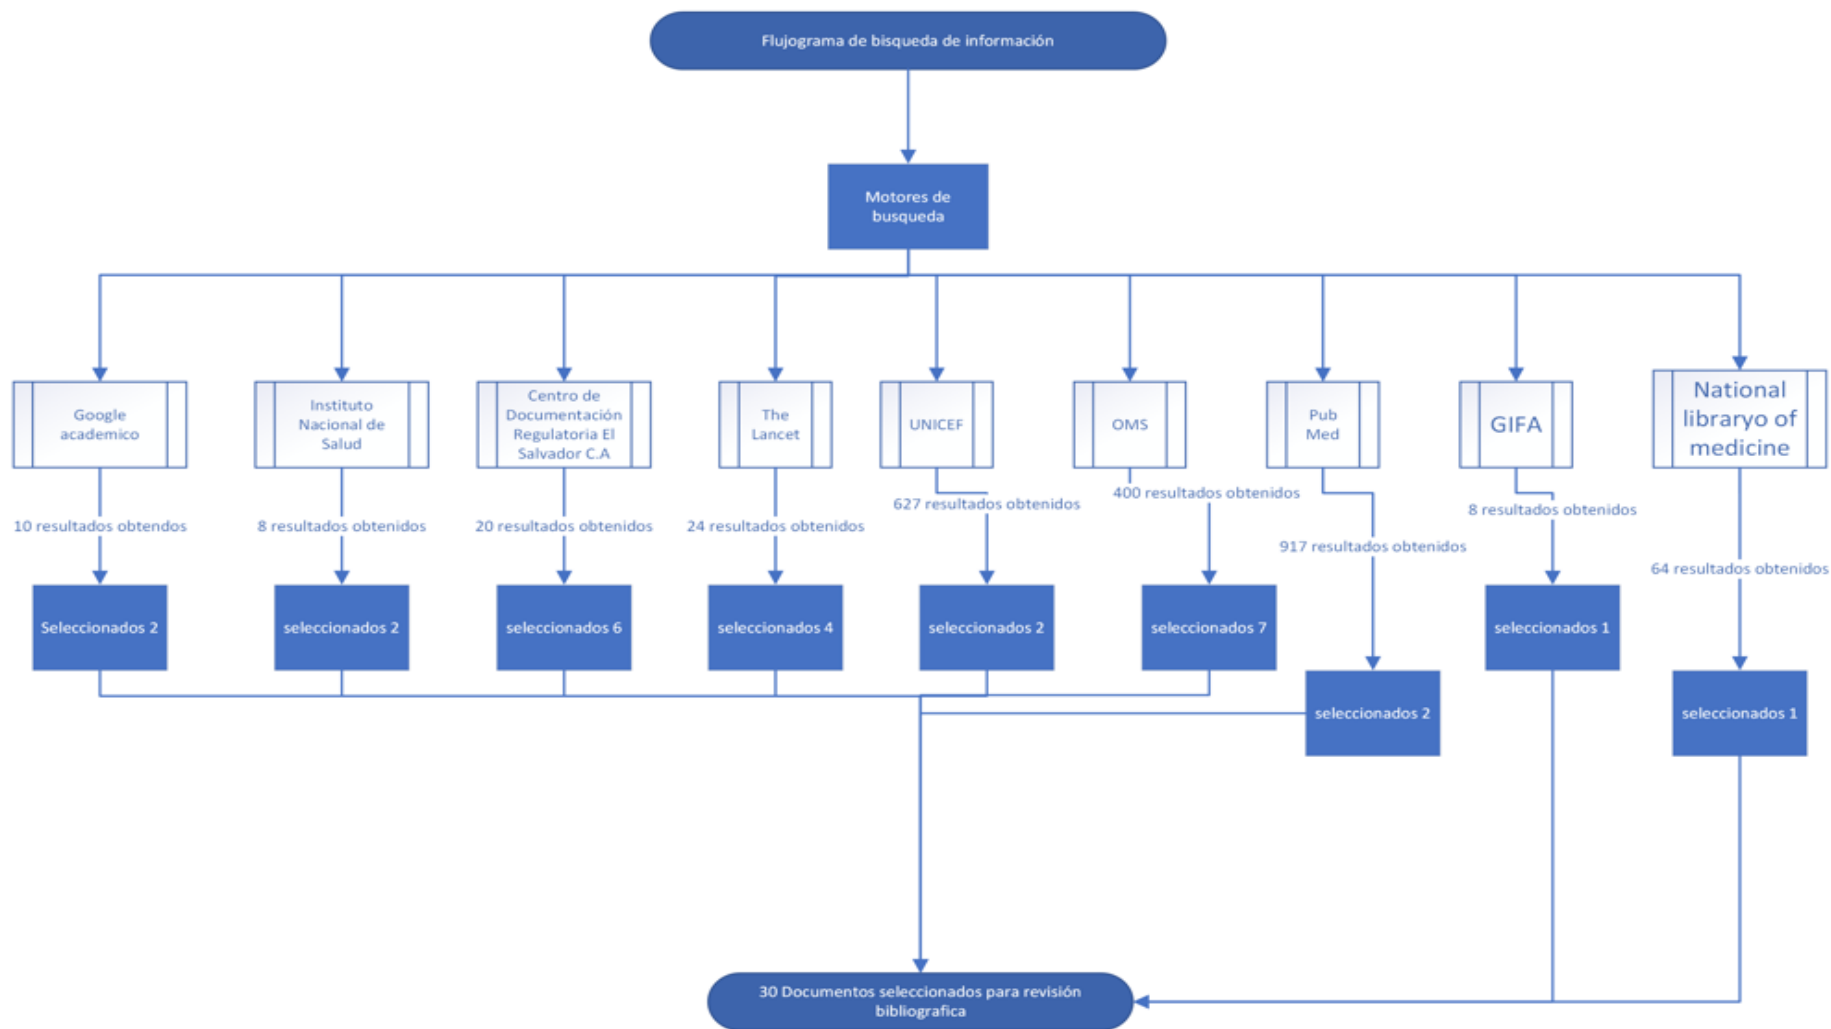 Flujograma de bisqueda de información
Motores de
busqueda
Google
academico
Instituto
Nacional de
Salud
Centro de
Documentación
Regulatoria El
Salvador C.A
The
Lancet
UNICEF
OMS
Pub
Med
GIFA
National
libraryo of
medicine
10 resultados obtendos
8 resultados obtenidos
20 resultados obtenidos
24 resultados obtenidos
627 resultados obtenidos
400 resultados obtenidos
917 resultados obtenidos
8 resultados obtenidos
64 resultados obtenidos
Seleccionados 2
seleccionados 2
seleccionados 6
seleccionados 4
seleccionados 2
seleccionados 7
seleccionados 2
seleccionados 1
seleccionados 1
30 Documentos seleccionados para revisión
bibliografica